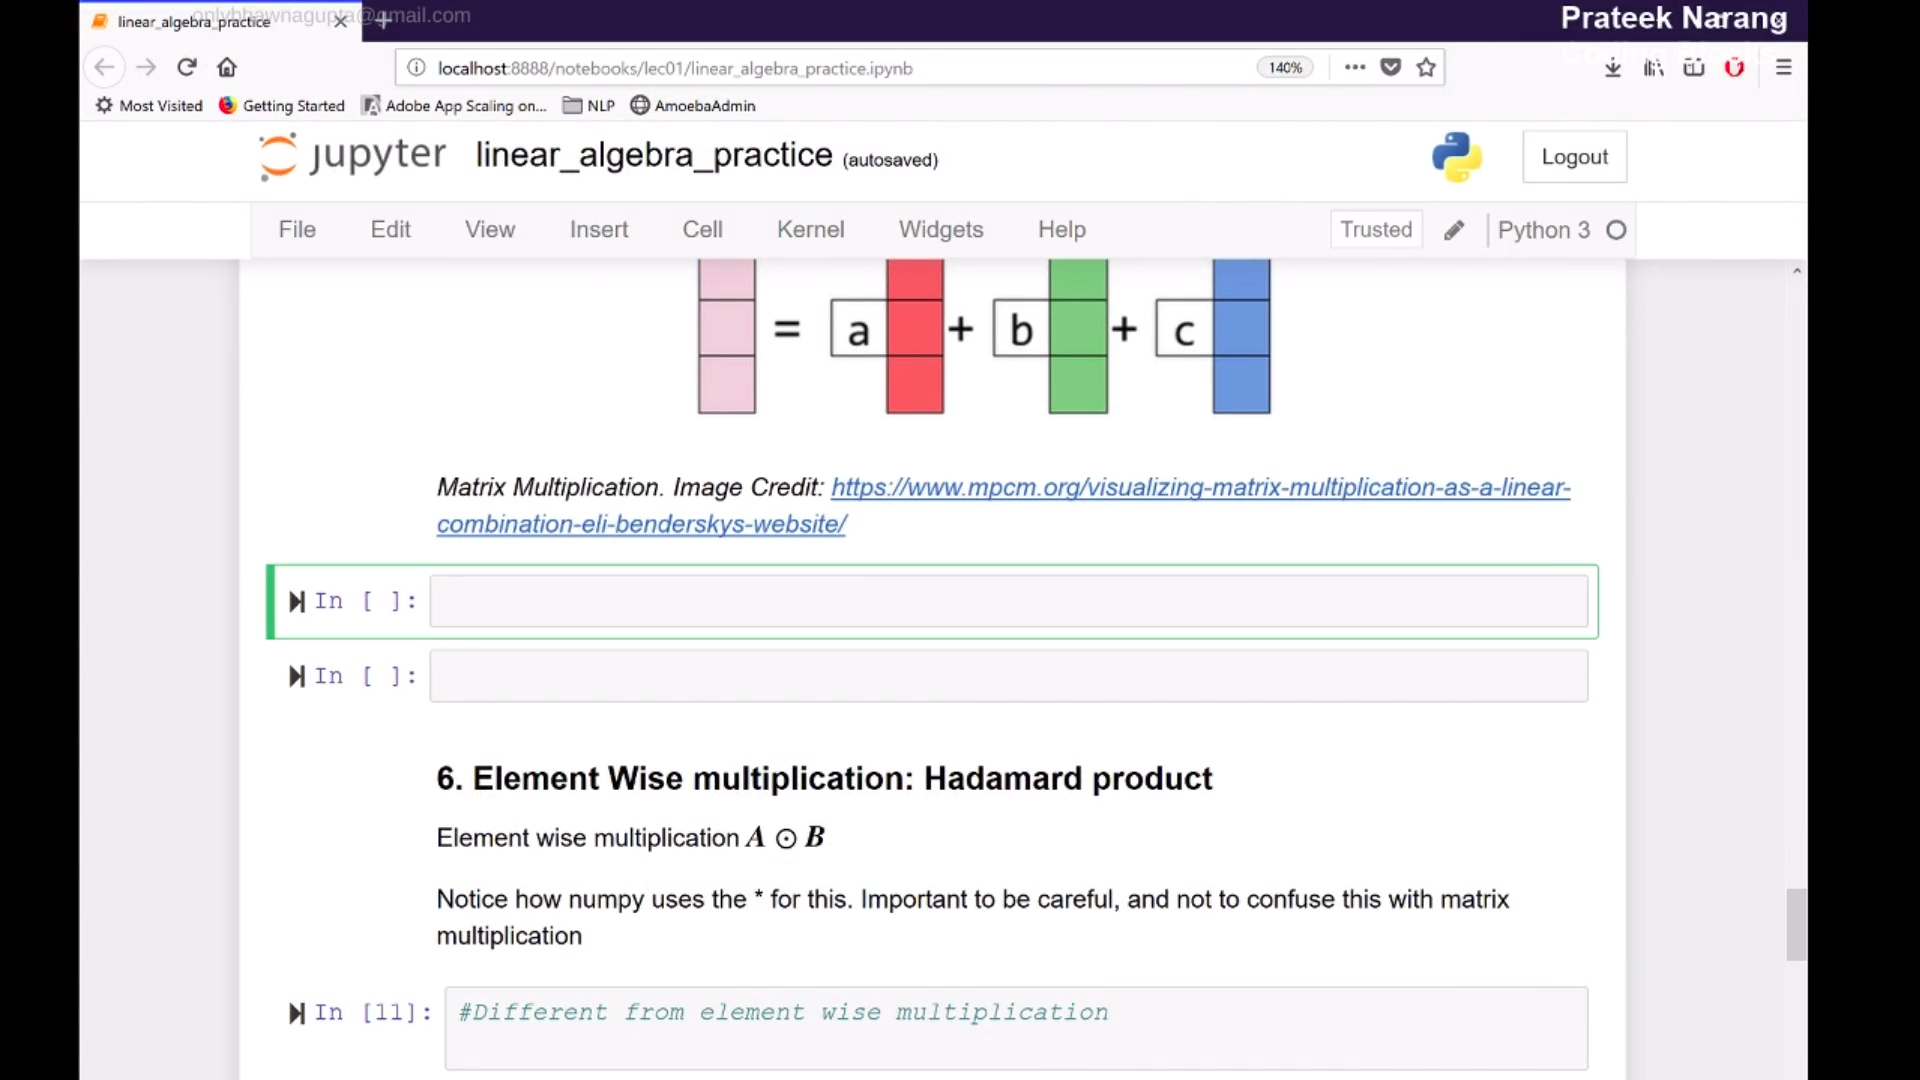 linear_algebra_practice
onlybhawnagupta@gmail.com
Prateek Narang
Coding Blocks
localhost:8888/notebooks/lec01/linear_algebra_practice.ipynb
140%
Most Visited
Getting Started
Adobe App Scaling on...
NLP
AmoebaAdmin
jupyter
linear_algebra_practice (autosaved)
Logout
File Edit View Insert Cell Kernel Widgets Help
Trusted
Python 3
= a + b + c
Matrix Multiplication. Image Credit: https://www.mpcm.org/visualizing-matrix-multiplication-as-a-linear-
combination-eli-benderskys-website/
In [ ]:
In [ ]:
6. Element Wise multiplication: Hadamard product
Element wise multiplication A ⊙ B
Notice how numpy uses the * for this. Important to be careful, and not to confuse this with matrix
multiplication
In [11]: #Different from element wise multiplication